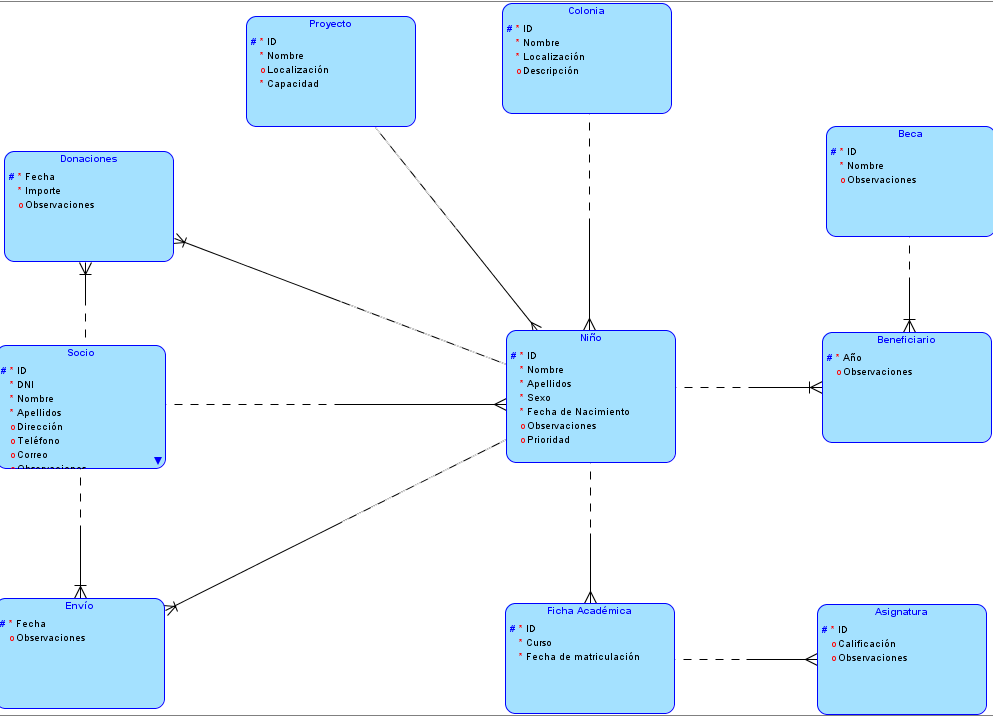 Proyecto
# * ID
* Nombre
o Localización
* Capacidad
Colonia
# * ID
* Nombre
* Localización
o Descripción
Beca
# * ID
* Nombre
o Observaciones
Donaciones
# * Fecha
* Importe
o Observaciones
Socio
# * ID
* DNI
* Nombre
* Apellidos
o Dirección
o Teléfono
o Correo
o Observaciones
Niño
# * ID
* Nombre
* Apellidos
* Sexo
* Fecha de Nacimiento
o Observaciones
o Prioridad
Beneficiario
# * Año
o Observaciones
Envío
# * Fecha
o Observaciones
Ficha Académica
# * ID
* Curso
* Fecha de matriculación
Asignatura
# * ID
o Calificación
o Observaciones